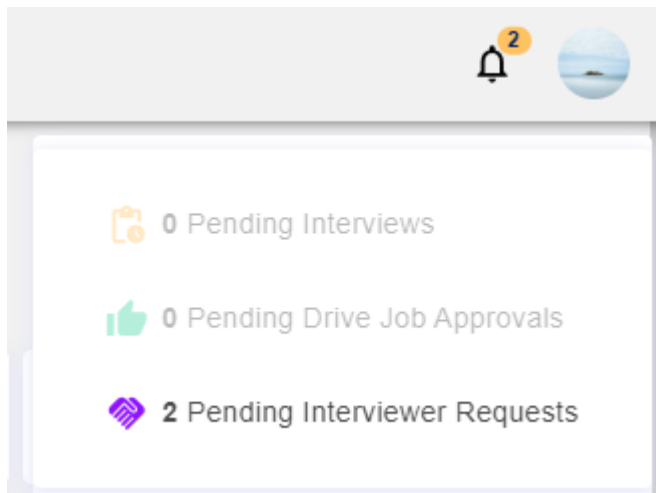 2
0 Pending Interviews
0 Pending Drive Job Approvals
2 Pending Interviewer Requests